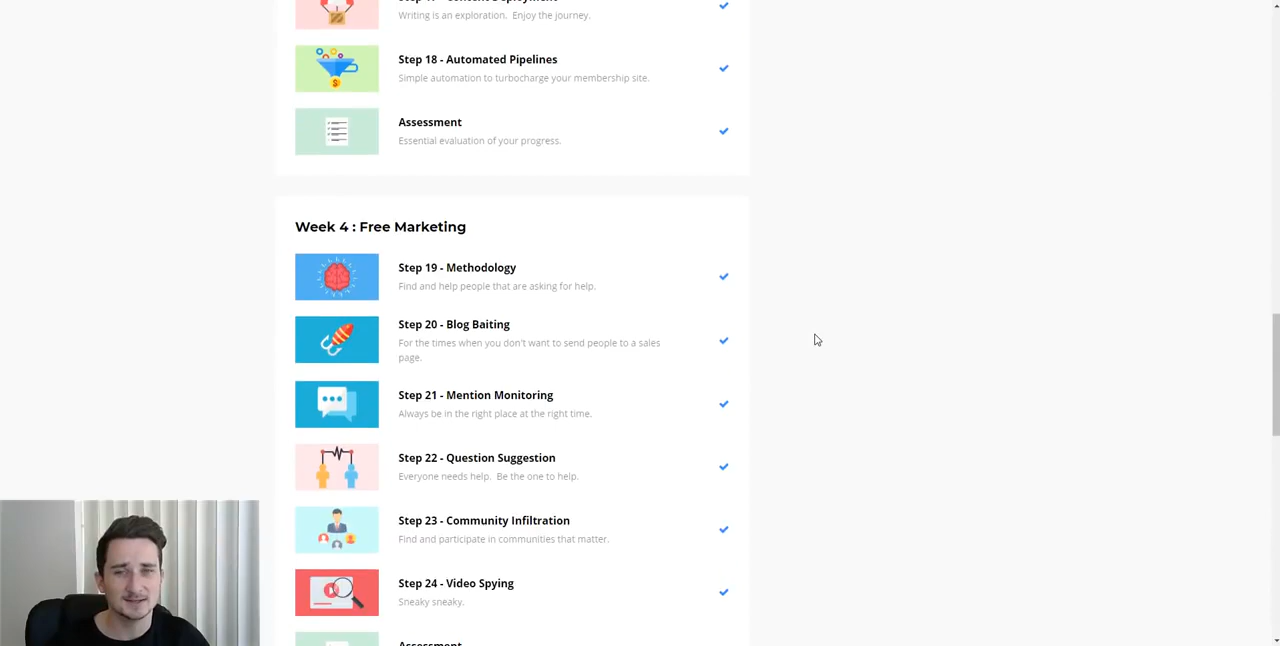 Writing is an exploration. Enjoy the journey.
Step 18 - Automated Pipelines
Simple automation to turbocharge your membership site.
Assessment
Essential evaluation of your progress.
Week 4 : Free Marketing
Step 19 - Methodology
Find and help people that are asking for help.
Step 20 - Blog Baiting
For the times when you don't want to send people to a sales
page.
Step 21 - Mention Monitoring
Always be in the right place at the right time.
Step 22 - Question Suggestion
Everyone needs help. Be the one to help.
Step 23 - Community Infiltration
Find and participate in communities that matter.
Step 24 - Video Spying
Sneaky sneaky.
Assessment